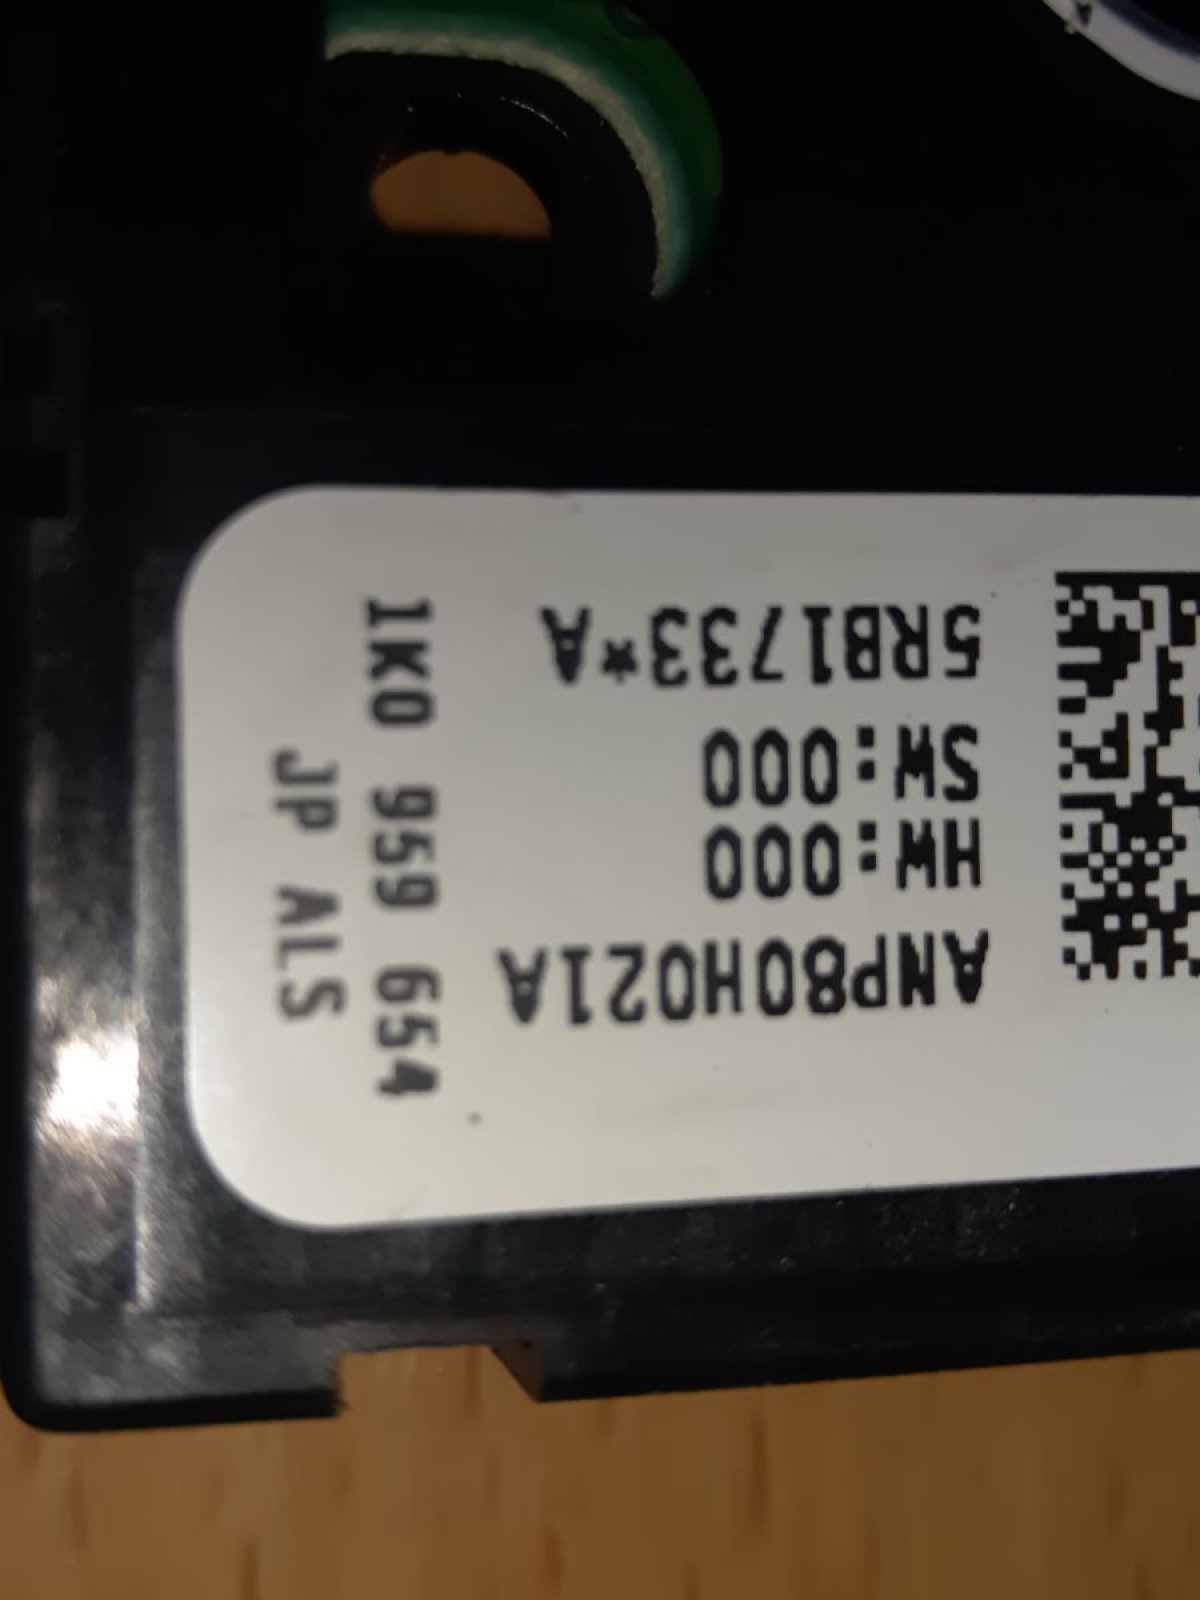 ANP80H021A
HW:000
SW:000
5RB1733*A
1K0 959 654
JP ALS